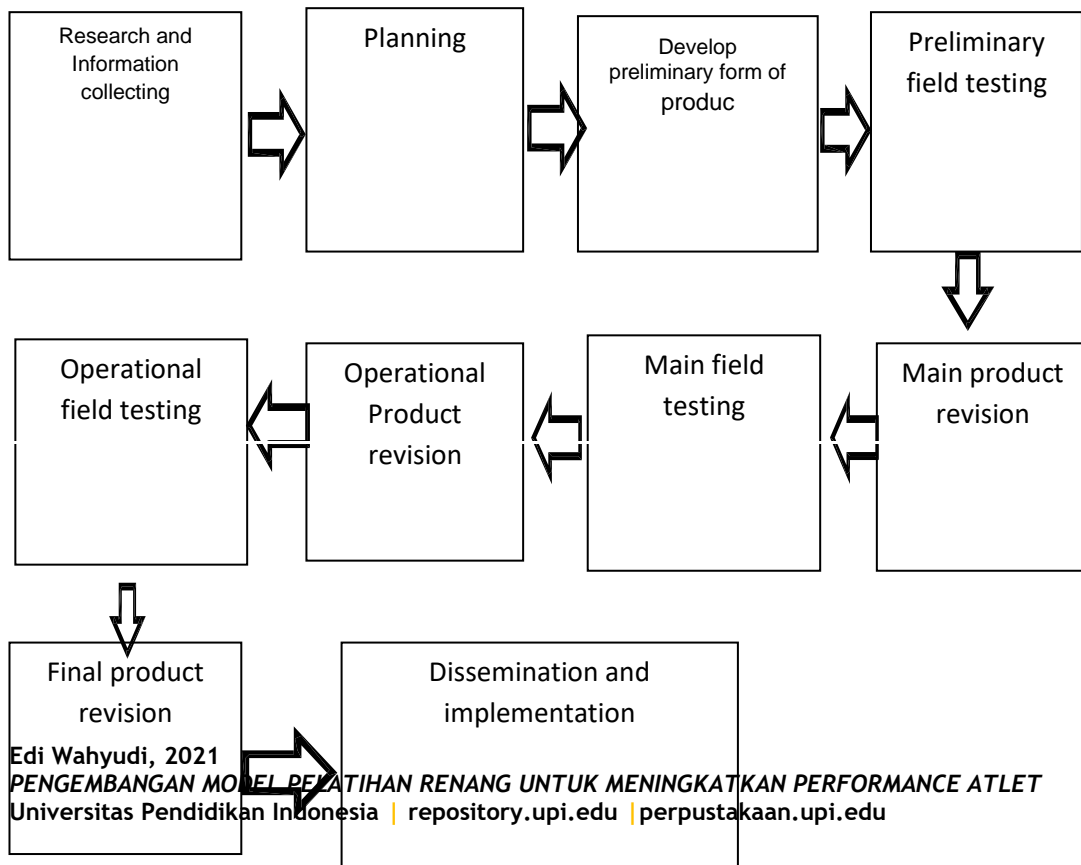 Research and
Information
collecting
Planning
Develop
preliminary form of
produc
Preliminary
field testing
Main product
revision
Main field
testing
Operational
Product
revision
Operational
field testing
Final product
revision
Dissemination and
implementation
Edi Wahyudi, 2021
PENGEMBANGAN MODEL PELATIHAN RENANG UNTUK MENINGKATKAN PERFORMANCE ATLET
Universitas Pendidikan Indonesia | repository.upi.edu |perpustakaan.upi.edu